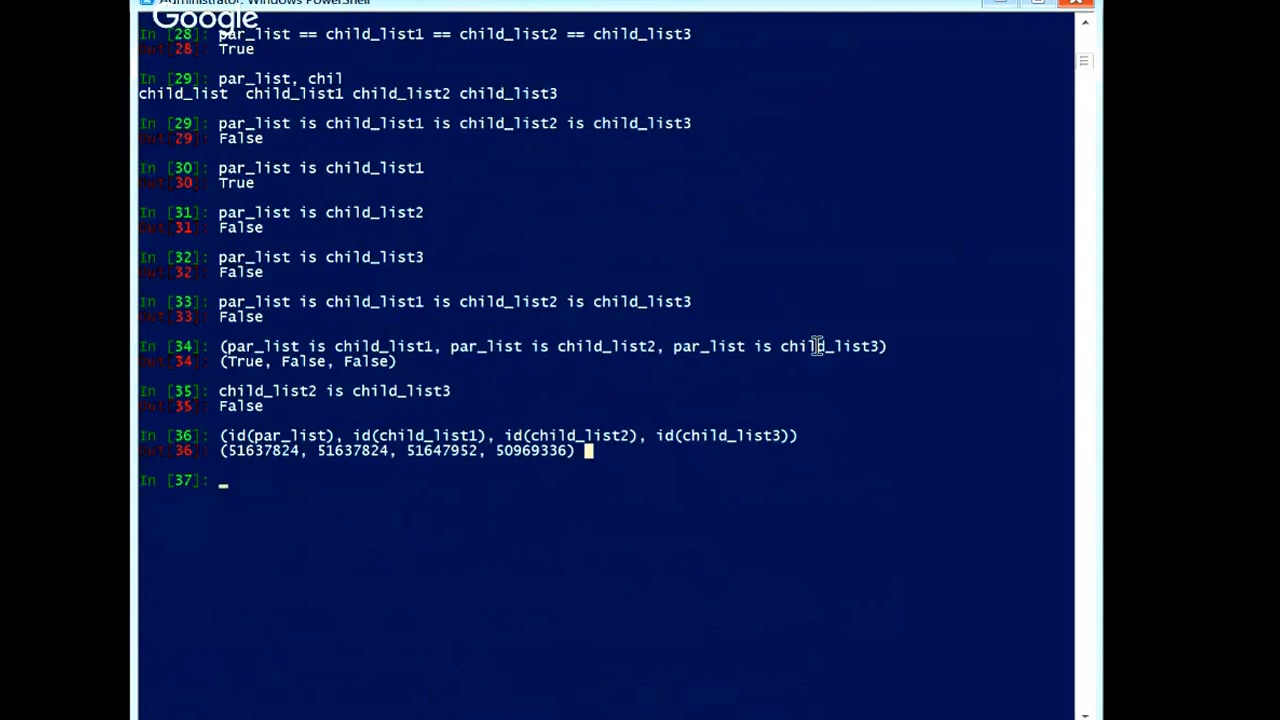 Administrator: Windows PowerShell
Google
In [28]: par_list == child_list1 == child_list2 == child_list3
Out[28]: True
In [29]: par_list, chil
child_list child_list1 child_list2 child_list3
In [29]: par_list is child_list1 is child_list2 is child_list3
Out[29]: False
In [30]: par_list is child_list1
Out[30]: True
In [31]: par_list is child_list2
Out[31]: False
In [32]: par_list is child_list3
Out[32]: False
In [33]: par_list is child_list1 is child_list2 is child_list3
Out[33]: False
In [34]: (par_list is child_list1, par_list is child_list2, par_list is child_list3)
Out[34]: (True, False, False)
In [35]: child_list2 is child_list3
Out[35]: False
In [36]: (id(par_list), id(child_list1), id(child_list2), id(child_list3))
Out[36]: (51637824, 51637824, 51647952, 50969336)
In [37]: _